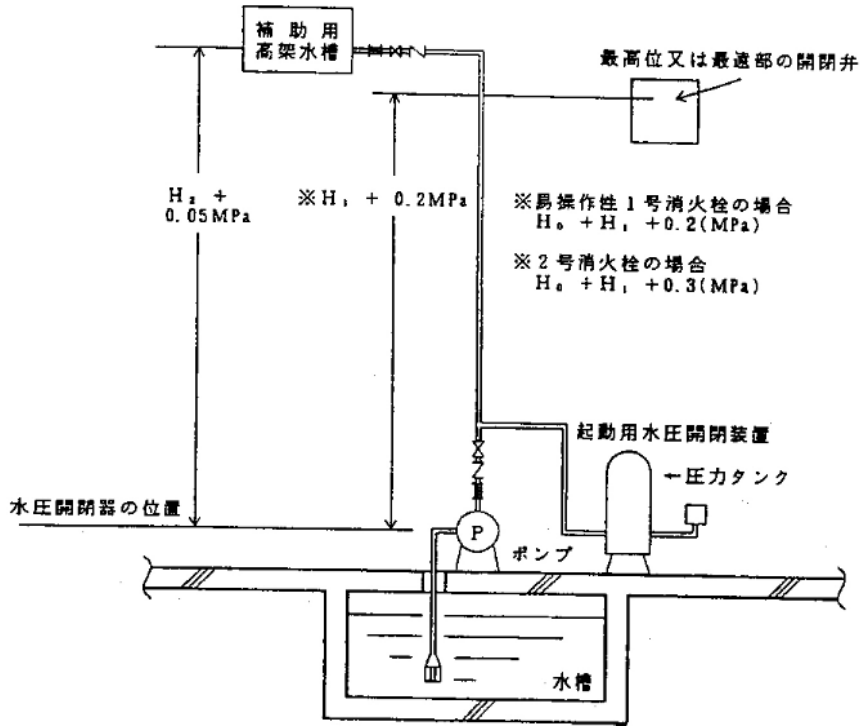 補助用
高架水槽
最高位又は最遠部の開閉弁
H₂ +
0.05MPa
※H₁ + 0.2MPa
※易操作性1号消火栓の場合
H₀ +H₁ +0.2(MPa)
※2号消火栓の場合
H₀ +H₁ +0.3(MPa)
起動用水圧開閉装置
←圧力タンク
水圧開閉器の位置
P
ポンプ
水槽